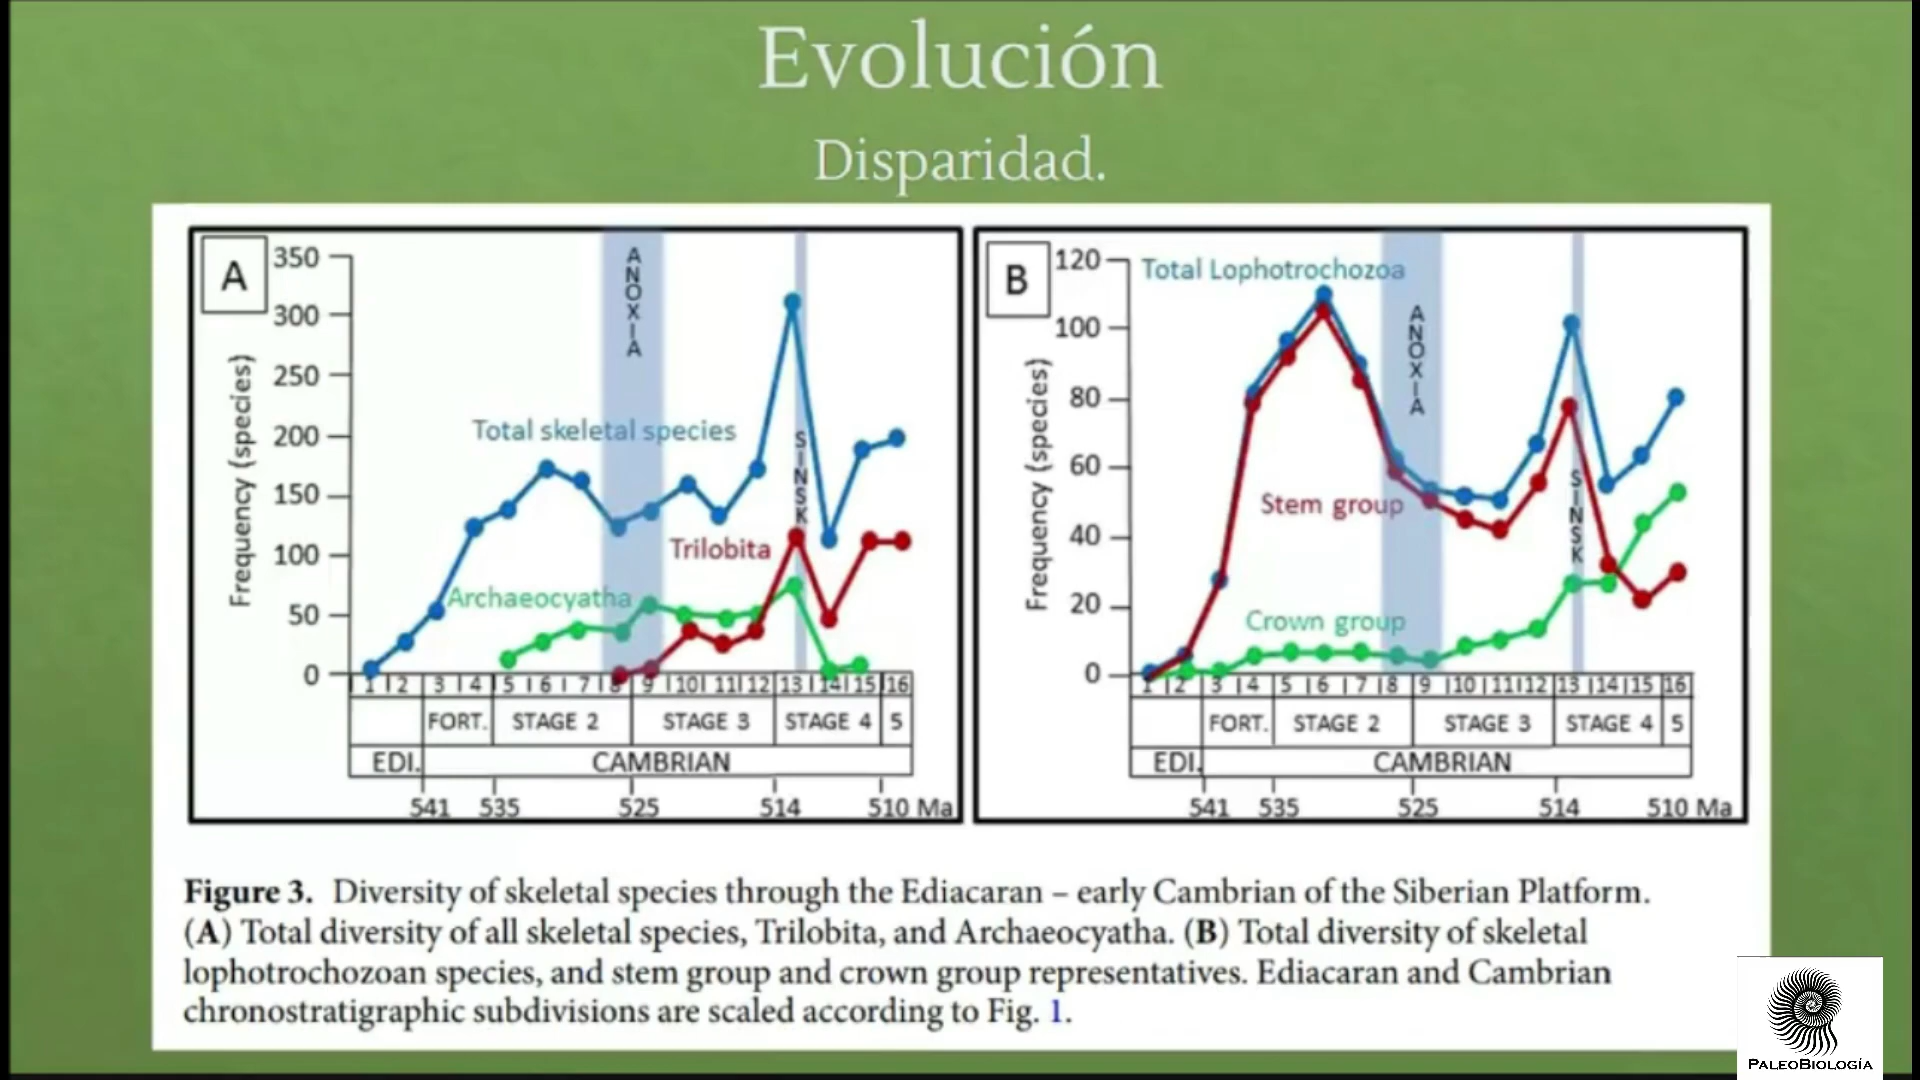 Evolución
Disparidad.
A
350
300
250
200
150
100
50
0
Frequency (species)
ANOXIA
Total skeletal species
SINSK
Trilobita
Archaeocyatha
1 2 3 4 5 6 7 8 9 10 11 12 13 14 15 16
FORT. STAGE 2 STAGE 3 STAGE 4 5
EDI. CAMBRIAN
541 535 525 514 510 Ma
B
120
100
80
60
40
20
0
Frequency (species)
Total Lophotrochozoa
ANOXIA
Stem group
SINSK
Crown group
1 2 3 4 5 6 7 8 9 10 11 12 13 14 15 16
FORT. STAGE 2 STAGE 3 STAGE 4 5
EDI. CAMBRIAN
541 535 525 514 510 Ma
Figure 3. Diversity of skeletal species through the Ediacaran – early Cambrian of the Siberian Platform.
(A) Total diversity of all skeletal species, Trilobita, and Archaeocyatha. (B) Total diversity of skeletal
lophotrochozoan species, and stem group and crown group representatives. Ediacaran and Cambrian
chronostratigraphic subdivisions are scaled according to Fig. 1.
PALEOBIOLOGÍA